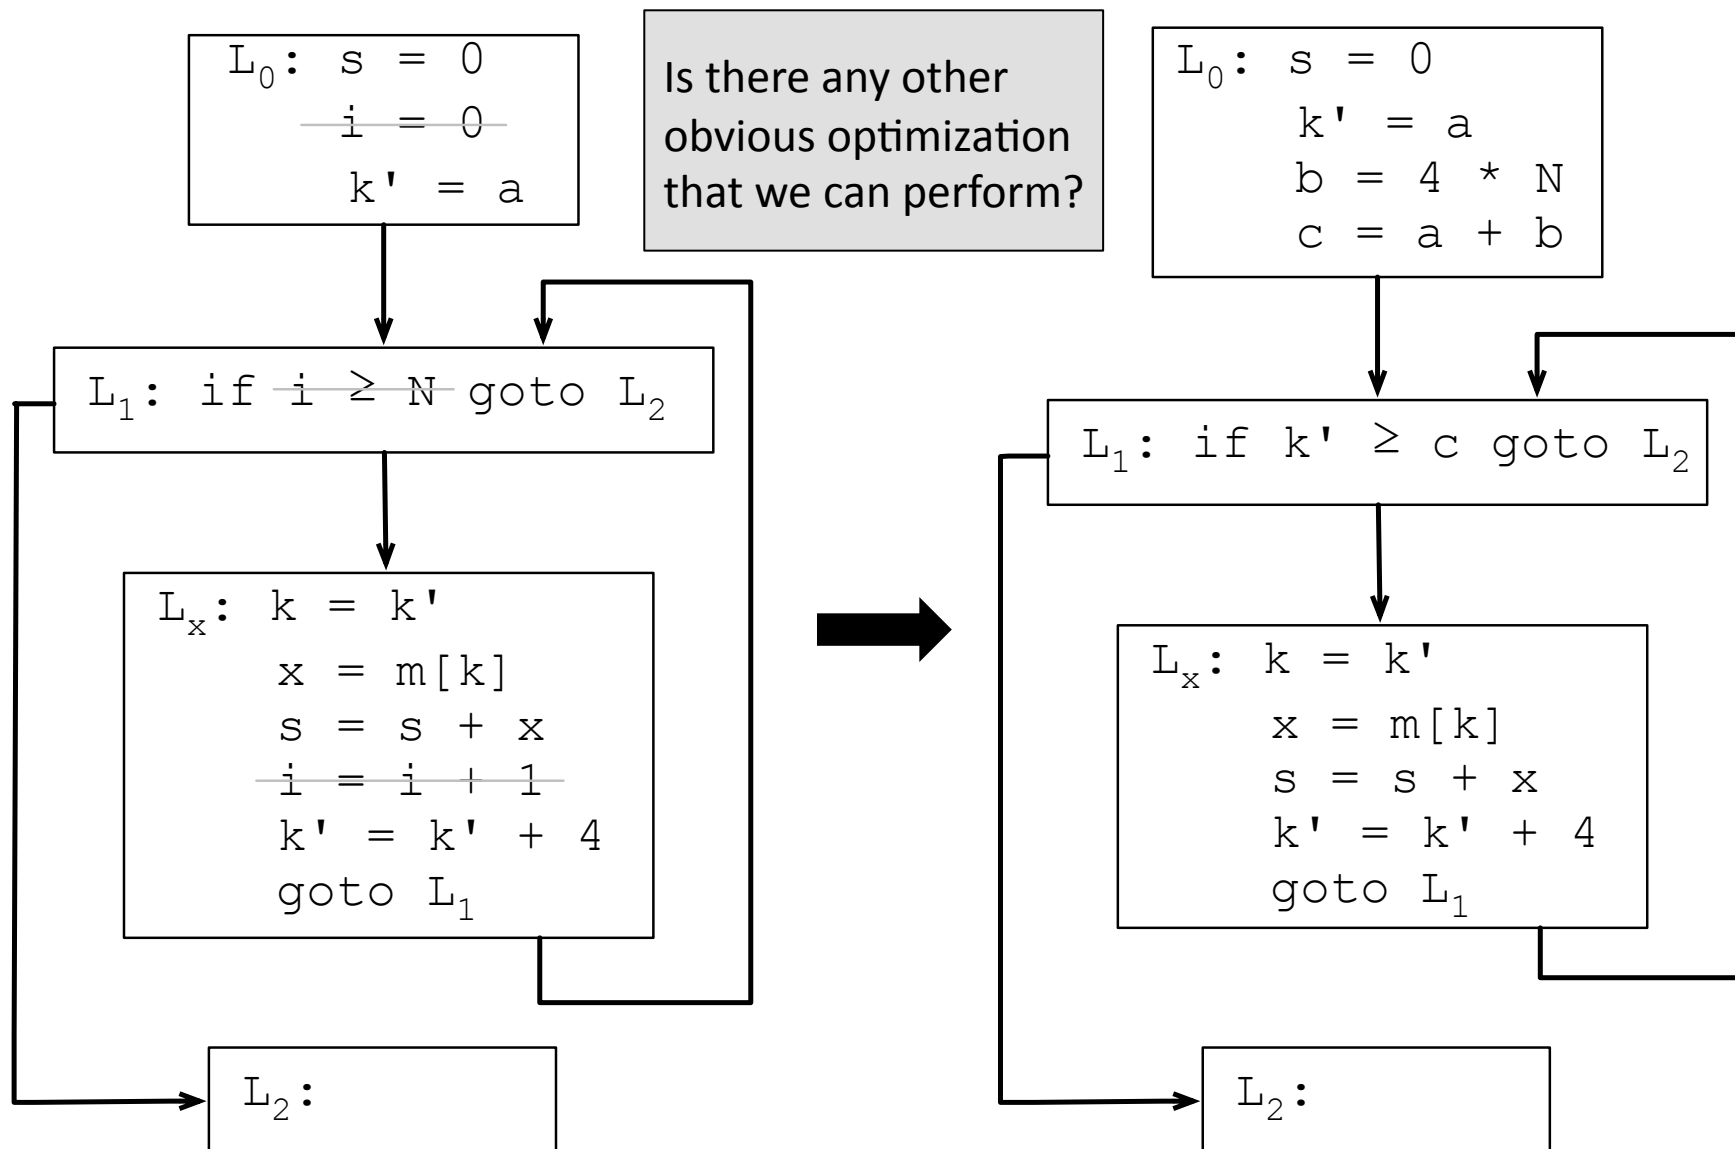 L₀: s = 0
i = 0
k' = a
L₁: if i ≥ N goto L₂
Lₓ: k = k'
x = m[k]
s = s + x
i = i + 1
k' = k' + 4
goto L₁
L₂:
Is there any other
obvious optimization
that we can perform?
L₀: s = 0
k' = a
b = 4 * N
c = a + b
L₁: if k' ≥ c goto L₂
Lₓ: k = k'
x = m[k]
s = s + x
k' = k' + 4
goto L₁
L₂: